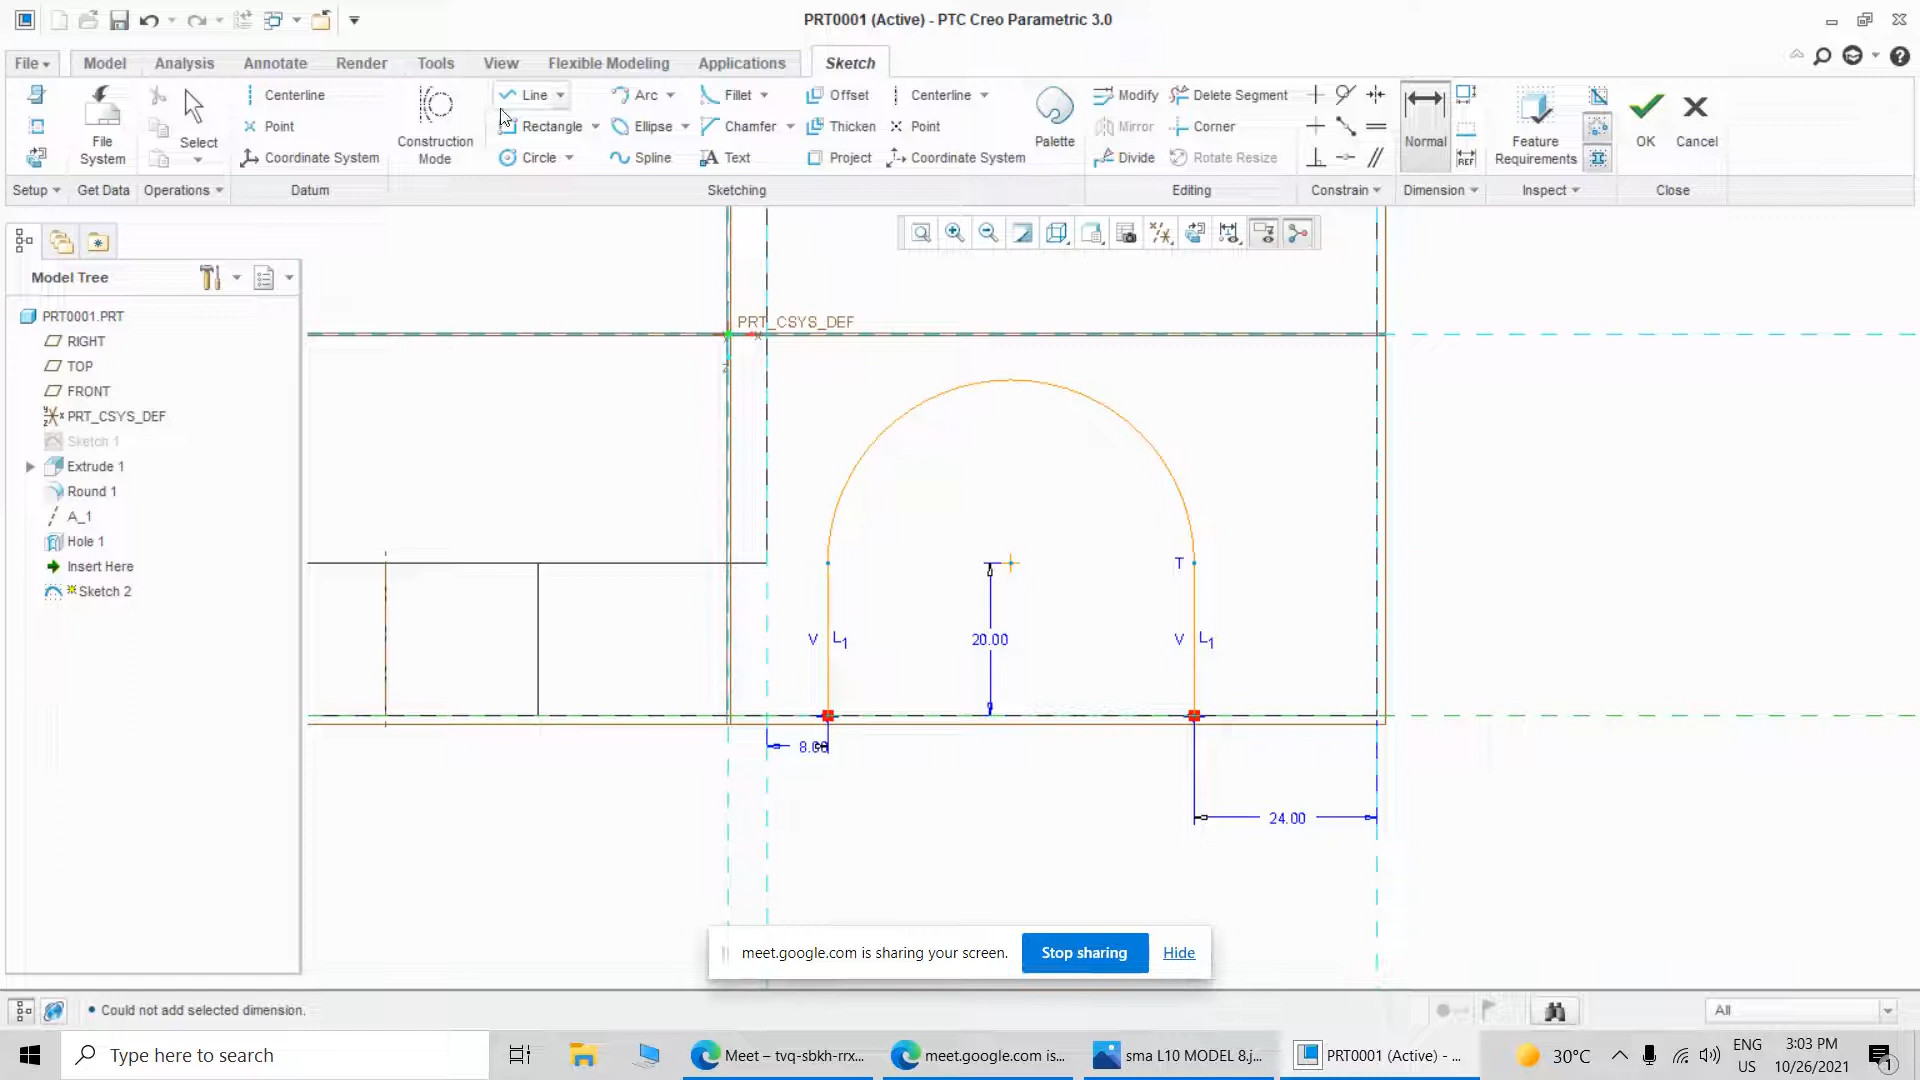 PRT0001 (Active) - PTC Creo Parametric 3.0
File Model Analysis Annotate Render Tools View Flexible Modeling Applications Sketch
Centerline Line Arc Fillet Offset Centerline Modify Delete Segment
Point Rectangle Ellipse Chamfer Thicken Point Mirror Corner
Coordinate System Circle Spline Text Project Coordinate System Divide Rotate Resize
File System Select Construction Mode Palette Normal Feature Requirements OK Cancel
REF
Setup Get Data Operations Datum Sketching Editing Constrain Dimension Inspect Close
Model Tree
PRT0001.PRT
RIGHT
TOP
FRONT
PRT_CSYS_DEF
Sketch 1
Extrude 1
Round 1
A_1
Hole 1
Insert Here
Sketch 2
PRT_CSYS_DEF
T
V L1 20.00 V L1
8.00
24.00
meet.google.com is sharing your screen. Stop sharing Hide
Could not add selected dimension.
All
Type here to search
Meet – tvq-sbkh-rrx...
meet.google.com is...
sma L10 MODEL 8.j...
PRT0001 (Active) - ...
30°C
ENG
US
3:03 PM
10/26/2021
1